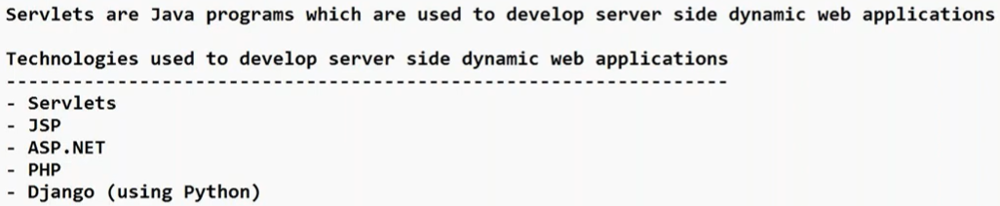 Servlets are Java programs which are used to develop server side dynamic web applications
Technologies used to develop server side dynamic web applications
-----------------------------------------------------------------
- Servlets
- JSP
- ASP.NET
- PHP
- Django (using Python)